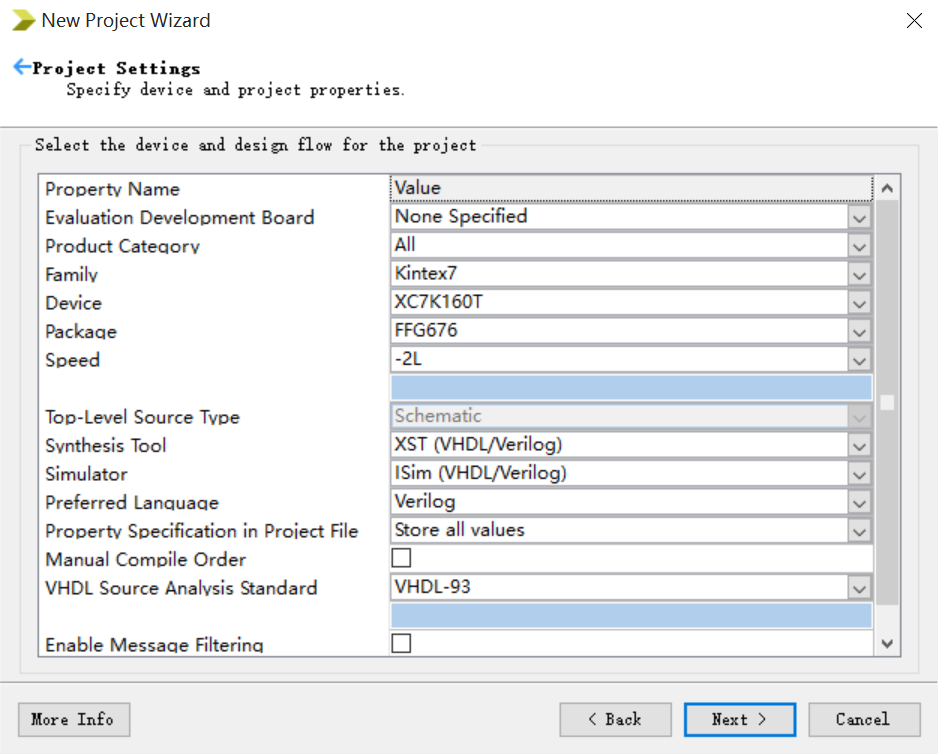 New Project Wizard
Project Settings
Specify device and project properties.
Select the device and design flow for the project
Property Name Value
Evaluation Development Board None Specified
Product Category All
Family Kintex7
Device XC7K160T
Package FFG676
Speed -2L
Top-Level Source Type Schematic
Synthesis Tool XST (VHDL/Verilog)
Simulator ISim (VHDL/Verilog)
Preferred Language Verilog
Property Specification in Project File Store all values
Manual Compile Order
VHDL Source Analysis Standard VHDL-93
Enable Message Filtering
More Info < Back Next > Cancel